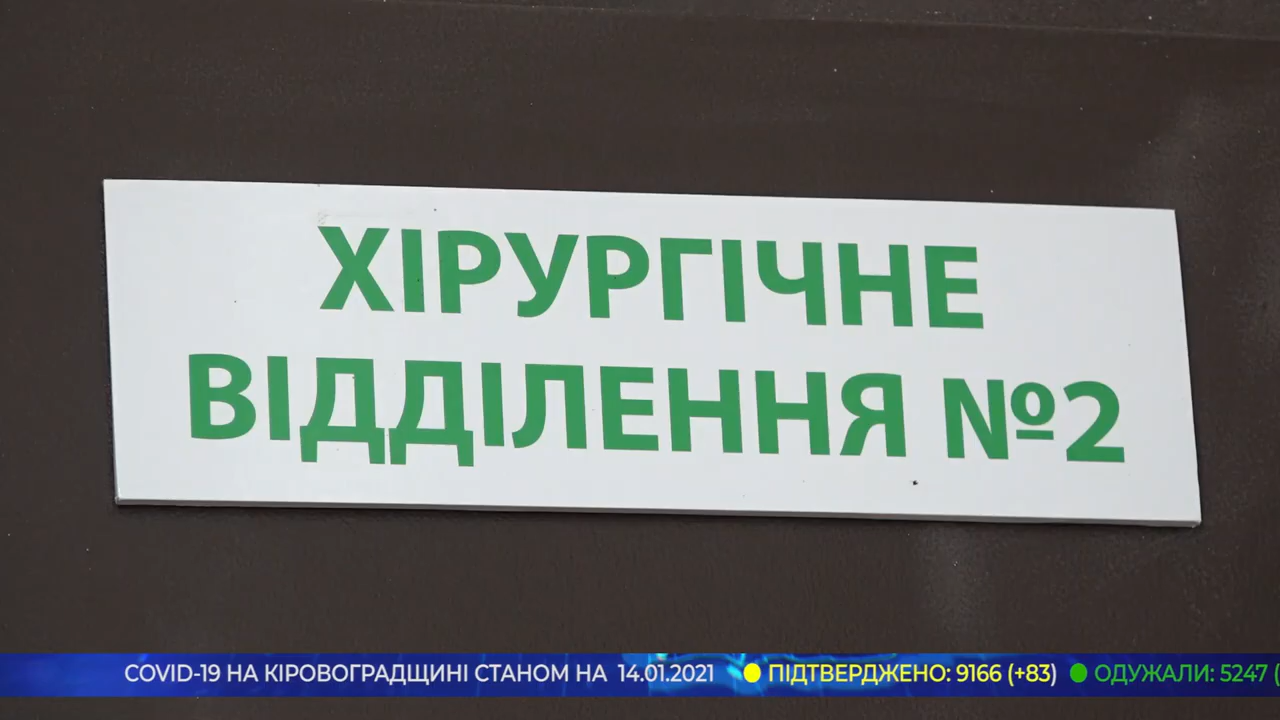 ХІРУРГІЧНЕ
ВІДДІЛЕННЯ №2
COVID-19 НА КІРОВОГРАДЩИНІ СТАНОМ НА 14.01.2021 ПІДТВЕРДЖЕНО: 9166 (+83) ОДУЖАЛИ: 5247 (